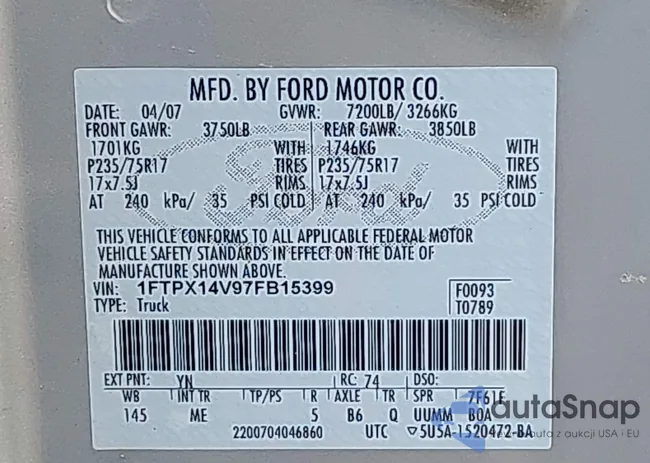 MFD. BY FORD MOTOR CO.
DATE: 04/07 GVWR: 7200LB/ 3266KG
FRONT GAWR: 3750LB REAR GAWR: 3850LB
1701KG WITH 1746KG WITH
P235/75R17 TIRES P235/75R17 TIRES
17x7.5J RIMS 17x7.5J RIMS
AT 240 kPa/ 35 PSI COLD AT 240 kPa/ 35 PSI COLD
THIS VEHICLE CONFORMS TO ALL APPLICABLE FEDERAL MOTOR
VEHICLE SAFETY STANDARDS IN EFFECT ON THE DATE OF
MANUFACTURE SHOWN ABOVE.
VIN: 1FTPX14V97FB15399 F0093
TYPE: Truck T0789
EXT PNT: YN RC: 74 DSO:
WB INT TR TP/PS R AXLE TR SPR 7F61E
145 ME 5 B6 Q UUMM B0A
2200704046860 UTC ▽5U5A-1520472-BA
autaSnap
auta z aukcji USA i EU